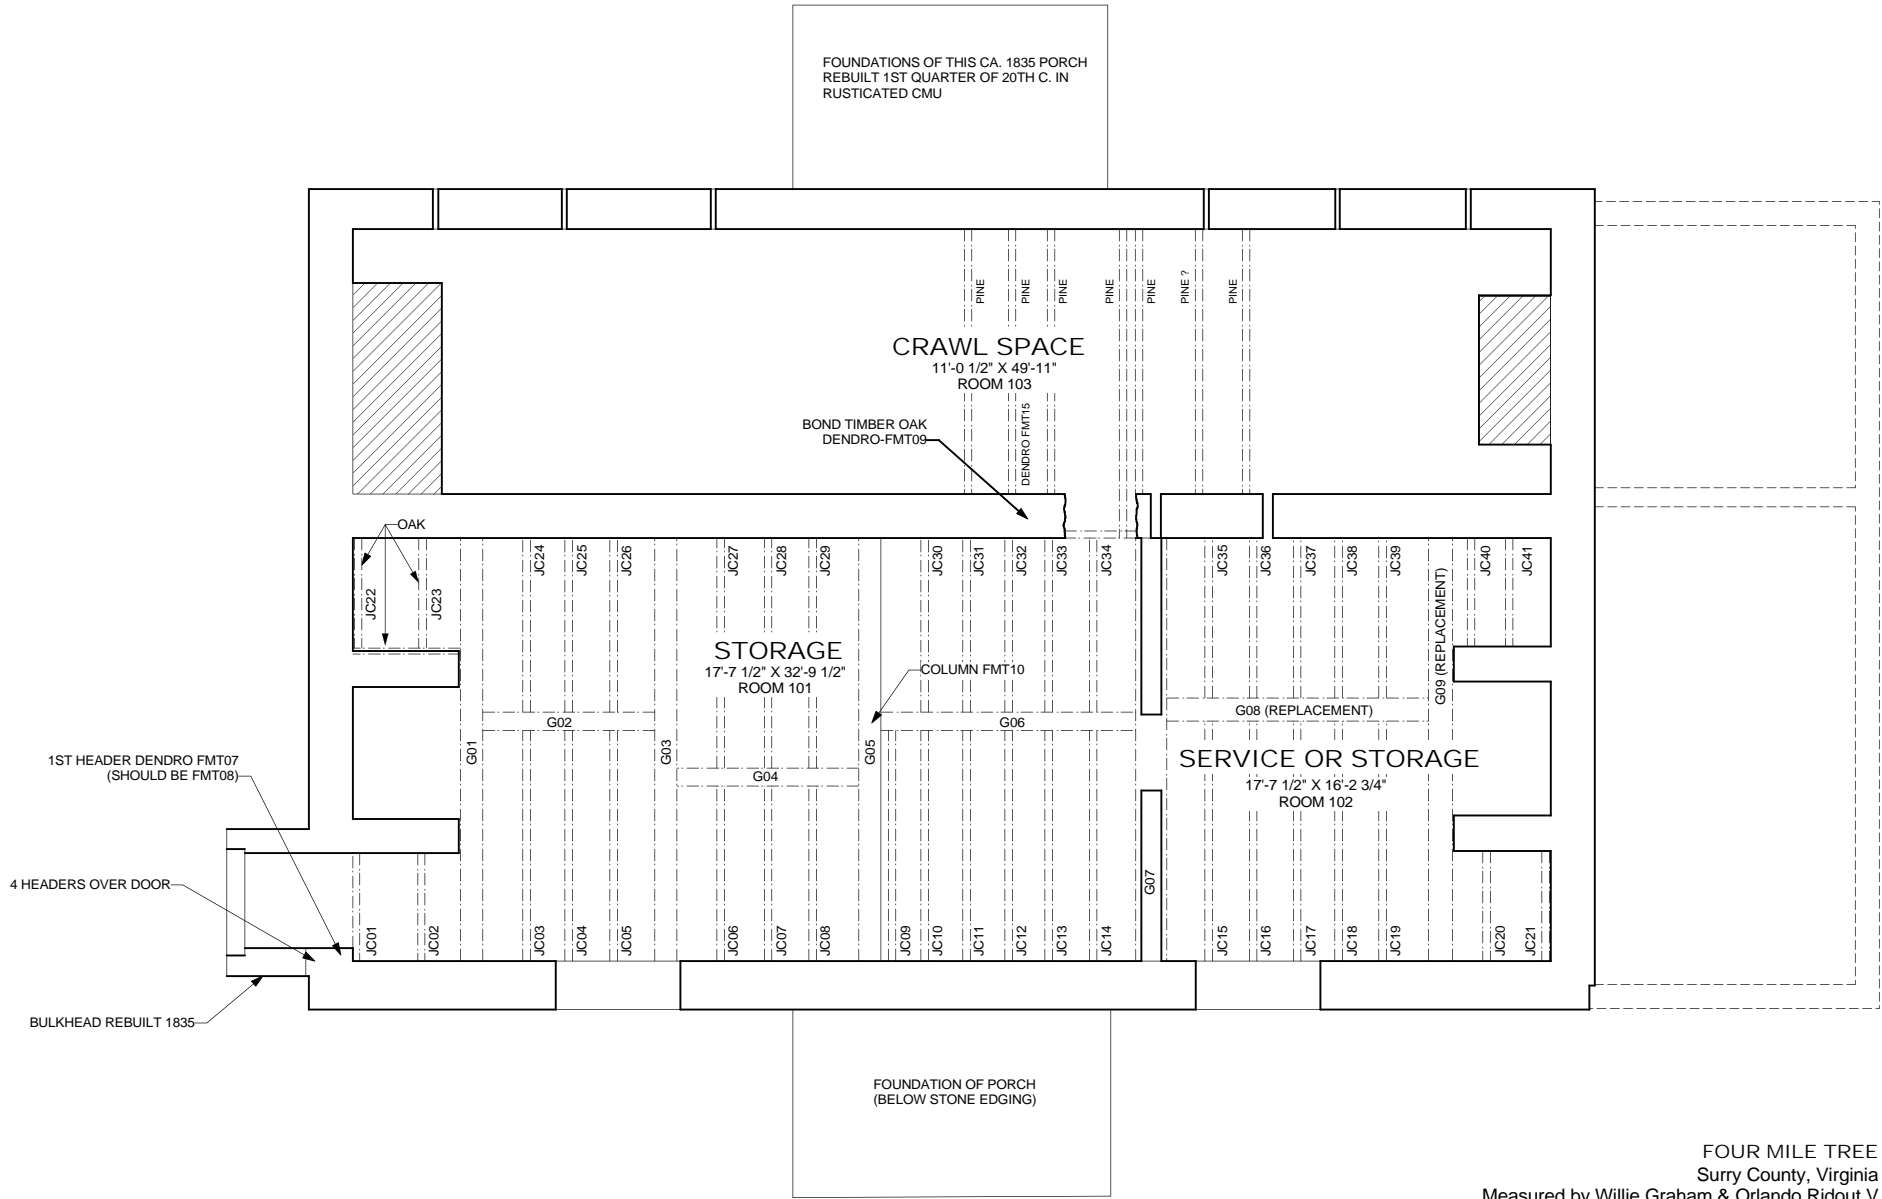 FOUNDATIONS OF THIS CA. 1835 PORCH
REBUILT 1ST QUARTER OF 20TH C. IN
RUSTICATED CMU
PINE
PINE
PINE
PINE
PINE
PINE ?
PINE
CRAWL SPACE
11'-0 1/2" X 49'-11"
ROOM 103
DENDRO FMT15
BOND TIMBER OAK
DENDRO-FMT09
OAK
JC22
JC23
JC24
JC25
JC26
JC27
JC28
JC29
JC30
JC31
JC32
JC33
JC34
JC35
JC36
JC37
JC38
JC39
G09 (REPLACEMENT)
JC40
JC41
STORAGE
17'-7 1/2" X 32'-9 1/2"
ROOM 101
COLUMN FMT10
G01
G02
G03
G04
G05
G06
G07
G08 (REPLACEMENT)
SERVICE OR STORAGE
17'-7 1/2" X 16'-2 3/4"
ROOM 102
1ST HEADER DENDRO FMT07
(SHOULD BE FMT08)
4 HEADERS OVER DOOR
BULKHEAD REBUILT 1835
JC01
JC02
JC03
JC04
JC05
JC06
JC07
JC08
JC09
JC10
JC11
JC12
JC13
JC14
JC15
JC16
JC17
JC18
JC19
JC20
JC21
FOUNDATION OF PORCH
(BELOW STONE EDGING)
FOUR MILE TREE
Surry County, Virginia
Measured by Willie Graham & Orlando Ridout V